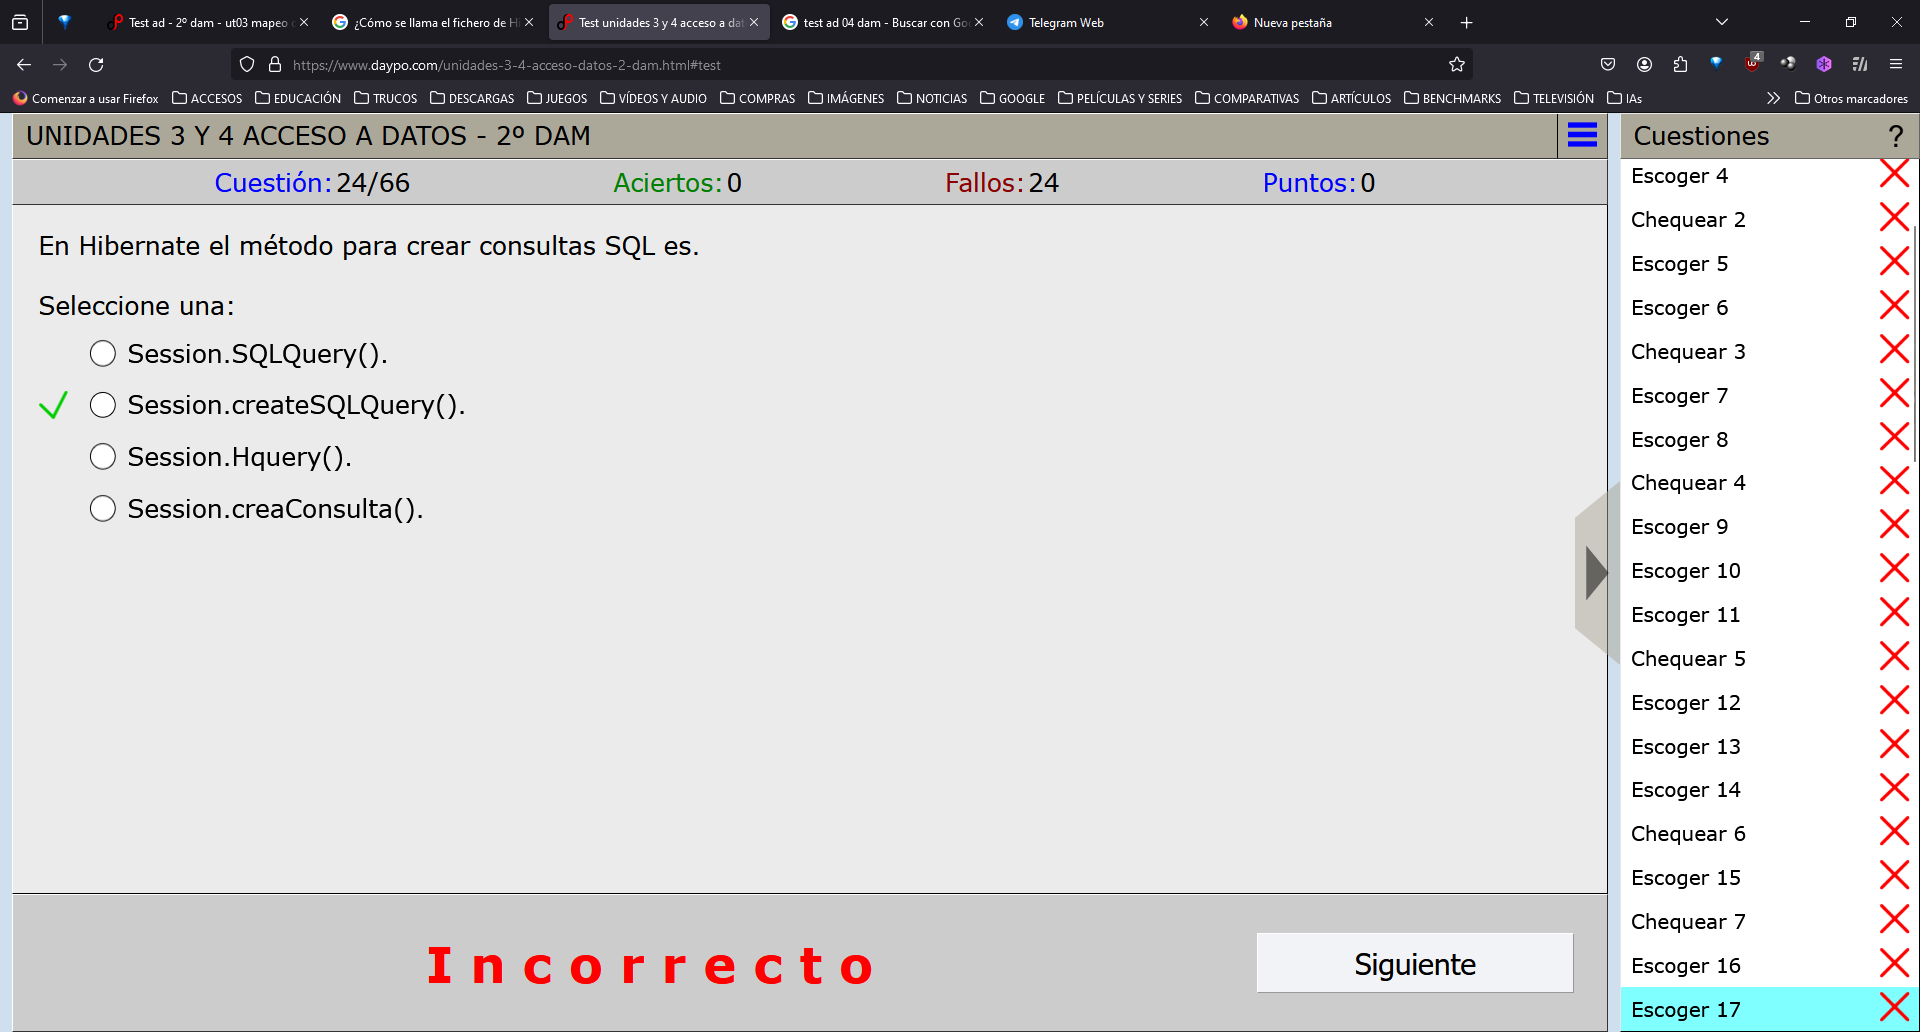 Test ad - 2º dam - ut03 mapeo
¿Cómo se llama el fichero de Hi
Test unidades 3 y 4 acceso a dat
test ad 04 dam - Buscar con Go
Telegram Web
Nueva pestaña
https://www.daypo.com/unidades-3-4-acceso-datos-2-dam.html#test
4
Comenzar a usar Firefox
ACCESOS
EDUCACIÓN
TRUCOS
DESCARGAS
JUEGOS
VÍDEOS Y AUDIO
COMPRAS
IMÁGENES
NOTICIAS
GOOGLE
PELÍCULAS Y SERIES
COMPARATIVAS
ARTÍCULOS
BENCHMARKS
TELEVISIÓN
IAs
Otros marcadores
UNIDADES 3 Y 4 ACCESO A DATOS - 2º DAM
Cuestión: 24/66
Aciertos: 0
Fallos: 24
Puntos: 0
En Hibernate el método para crear consultas SQL es.
Seleccione una:
Session.SQLQuery().
Session.createSQLQuery().
Session.Hquery().
Session.creaConsulta().
Incorrecto
Siguiente
Cuestiones ?
Escoger 4
Chequear 2
Escoger 5
Escoger 6
Chequear 3
Escoger 7
Escoger 8
Chequear 4
Escoger 9
Escoger 10
Escoger 11
Chequear 5
Escoger 12
Escoger 13
Escoger 14
Chequear 6
Escoger 15
Chequear 7
Escoger 16
Escoger 17